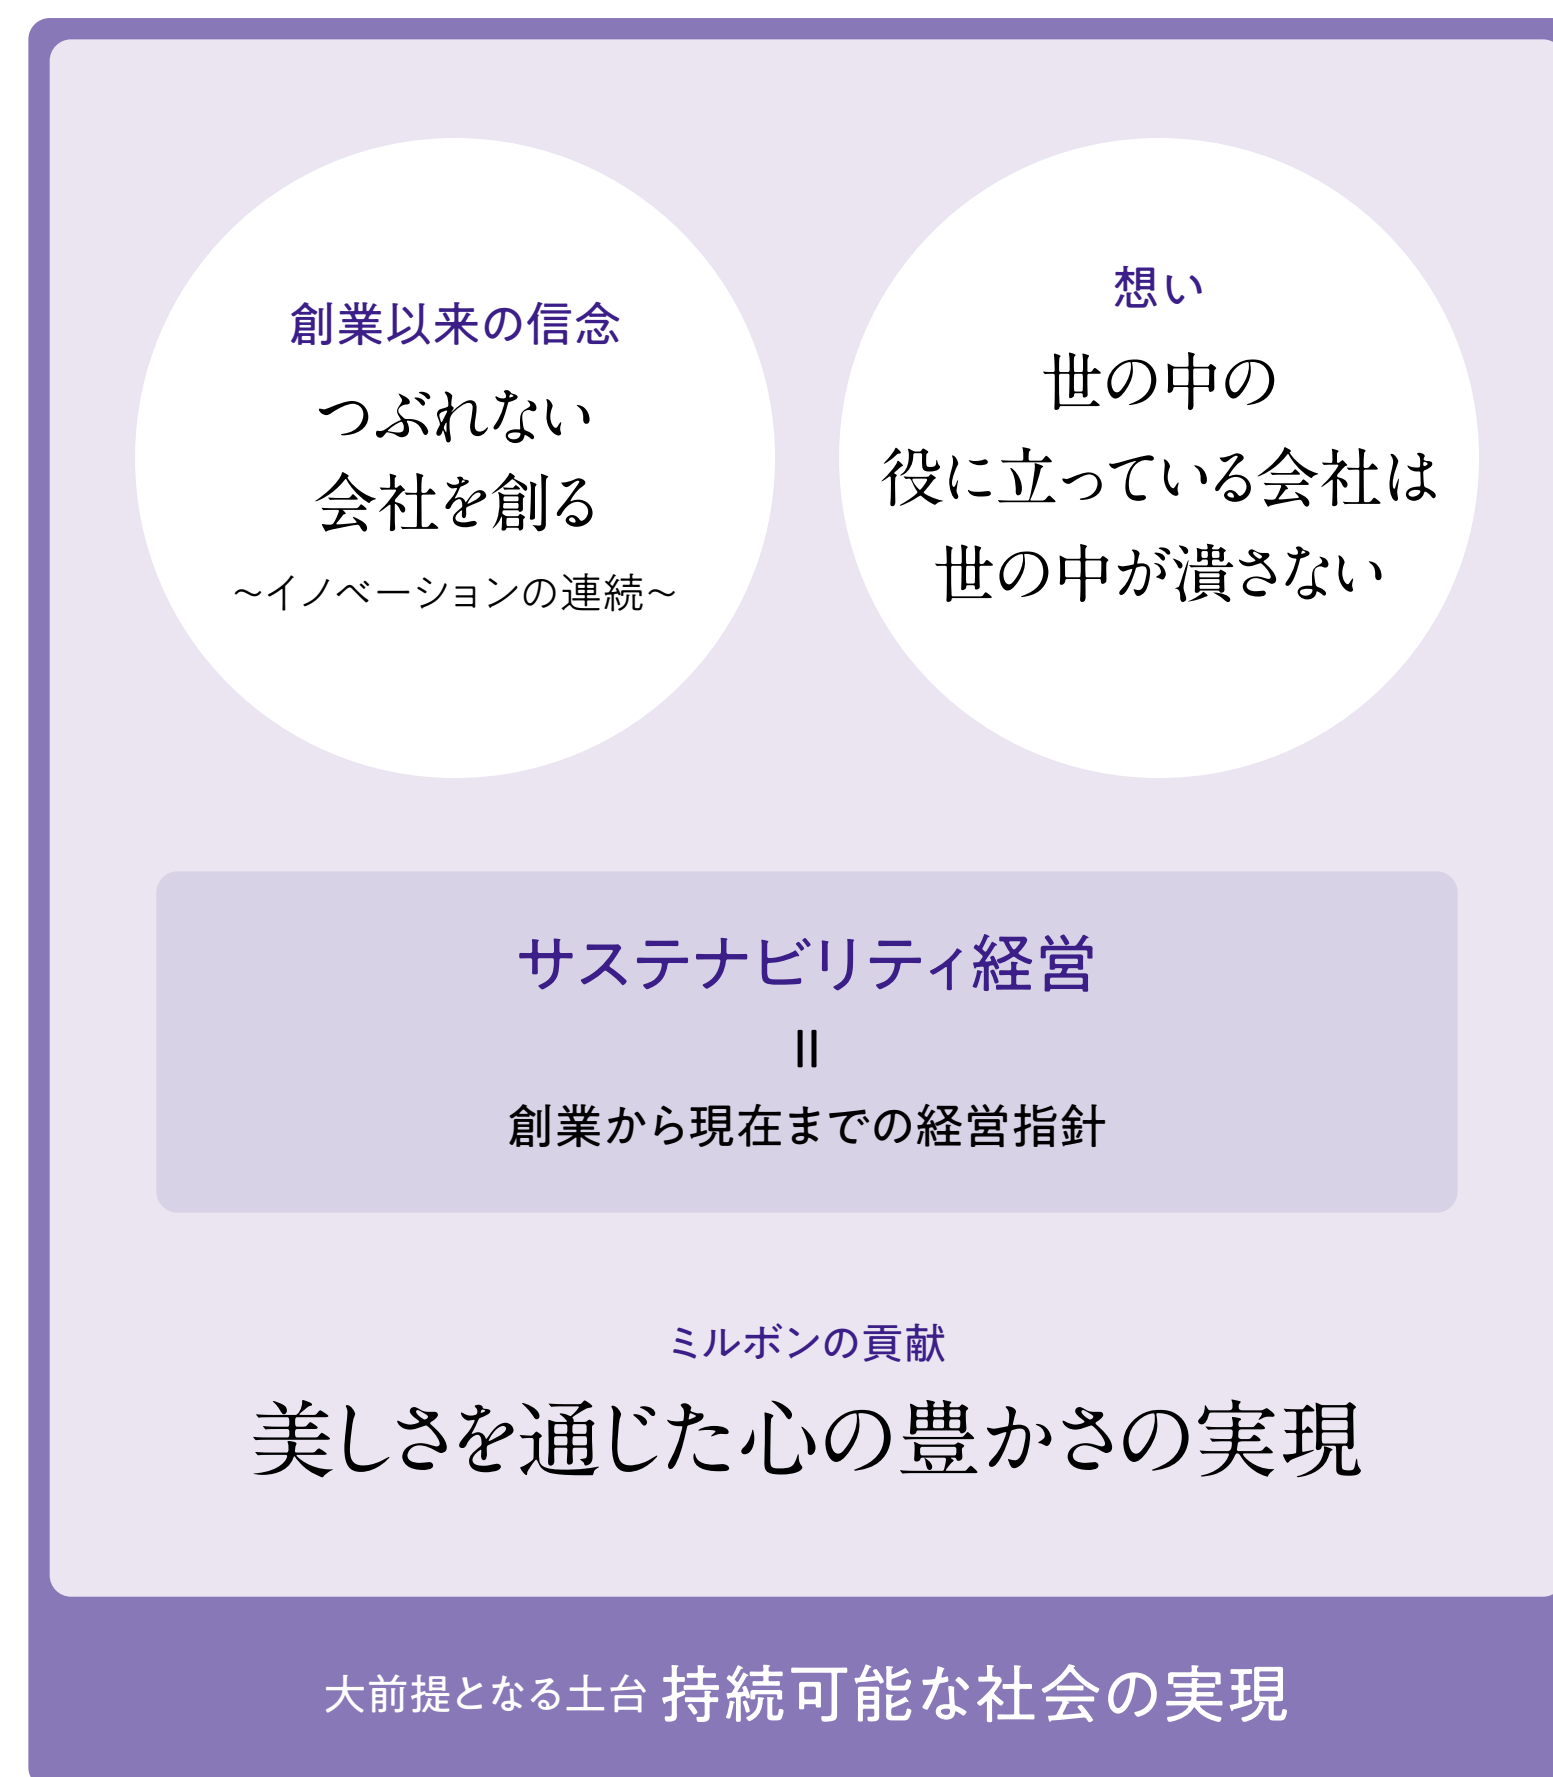 創業以来の信念
つぶれない
会社を創る
~イノベーションの連続~
想い
世の中の
役に立っている会社は
世の中が潰さない
サステナビリティ経営
||
創業から現在までの経営指針
ミルボンの貢献
美しさを通じた心の豊かさの実現
大前提となる土台 持続可能な社会の実現